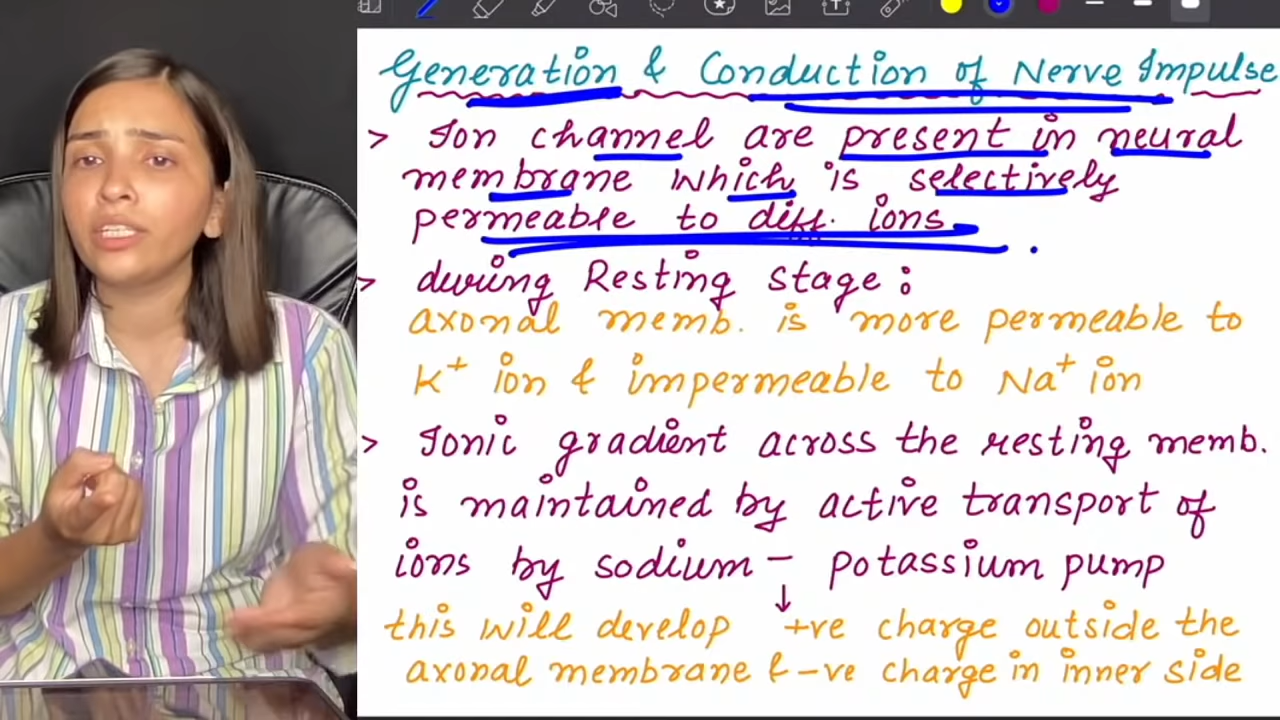 Generation & Conduction of Nerve Impulse
> Ion channel are present in neural
membrane which is selectively
permeable to diff. ions
> during Resting Stage :
axonal memb. is more permeable to
K⁺ ion & impermeable to Na⁺ ion
> Ionic gradient across the resting memb.
is maintained by active transport of
ions by sodium – potassium pump
↓
this will develop +ve charge outside the
axonal membrane & -ve charge in inner side